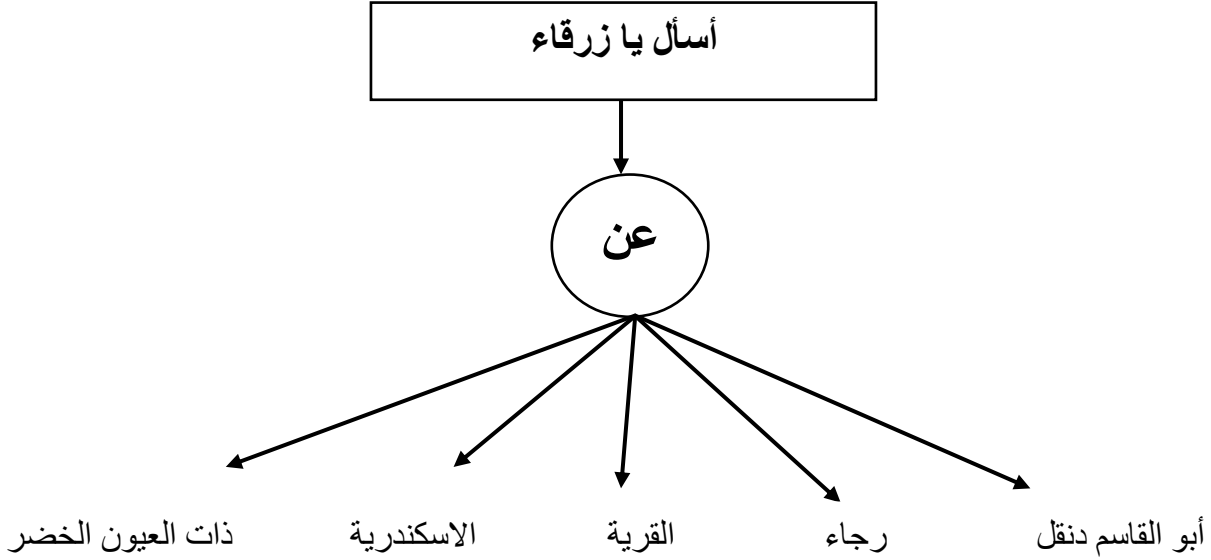 أسأل يا زرقاء
عن
أبو القاسم دنقل
رجاء
القرية
الاسكندرية
ذات العيون الخضر